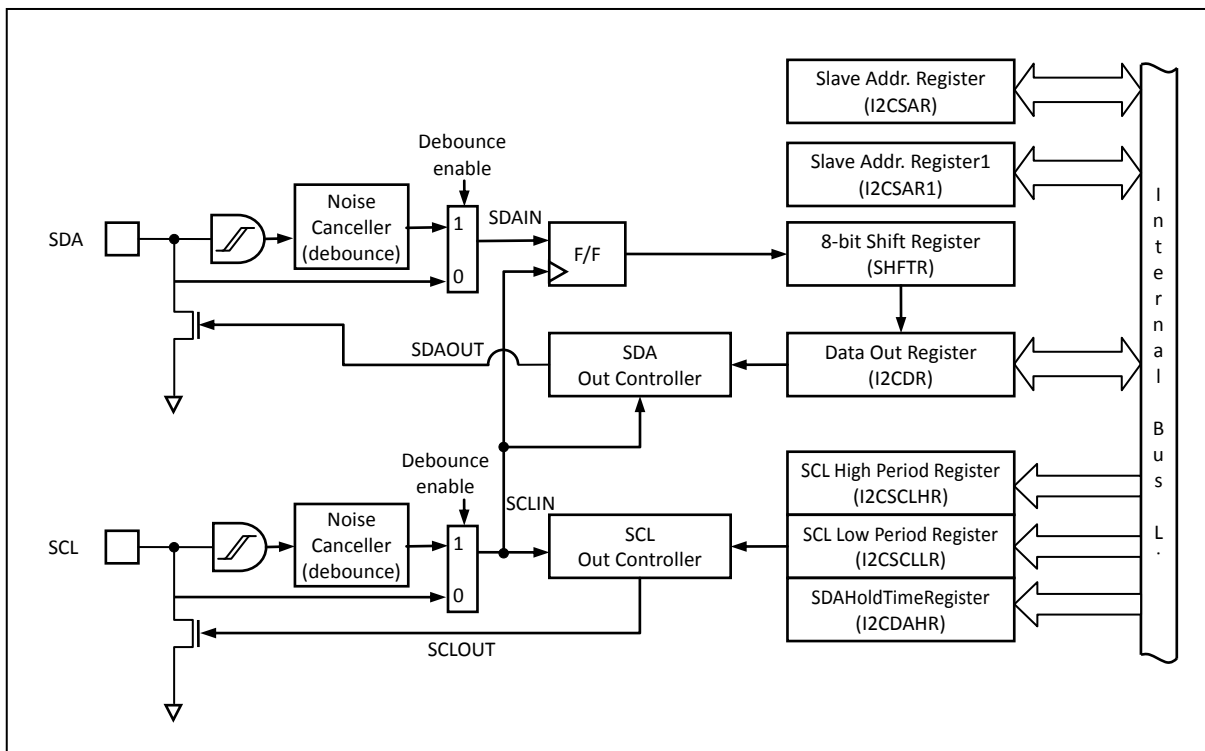 Slave Addr. Register
(I2CSAR)
Slave Addr. Register1
(I2CSAR1)
Debounce
enable
SDA
Noise
Canceller
(debounce)
1
0
SDAIN
F/F
8-bit Shift Register
(SHFTR)
SDAOUT
SDA
Out Controller
Data Out Register
(I2CDR)
Debounce
enable
SCL
Noise
Canceller
(debounce)
1
0
SCLIN
SCL
Out Controller
SCLOUT
SCL High Period Register
(I2CSCLHR)
SCL Low Period Register
(I2CSCLLR)
SDAHoldTimeRegister
(I2CDAHR)
Internal Bus L